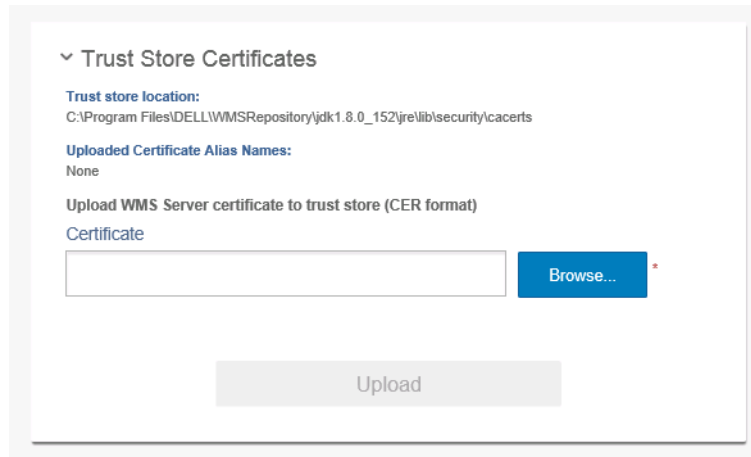 Trust Store Certificates
Trust store location:
C:\Program Files\DELL\WMSRepository\jdk1.8.0_152\jre\lib\security\cacerts
Uploaded Certificate Alias Names:
None
Upload WMS Server certificate to trust store (CER format)
Certificate
Browse... *
Upload